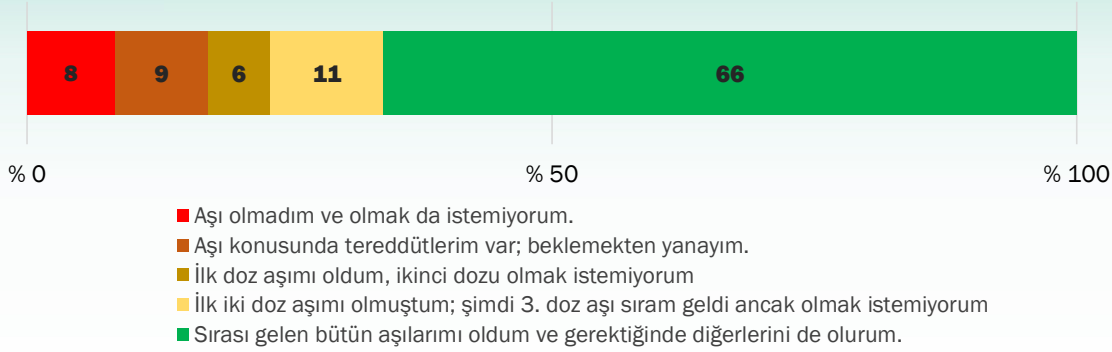 8 9 6 11 66
% 0 % 50 % 100
Aşı olmadım ve olmak da istemiyorum.
Aşı konusunda tereddütlerim var; beklemekten yanayım.
İlk doz aşımı oldum, ikinci dozu olmak istemiyorum
İlk iki doz aşımı olmuştum; şimdi 3. doz aşı sıram geldi ancak olmak istemiyorum
Sırası gelen bütün aşılarımı oldum ve gerektiğinde diğerlerini de olurum.